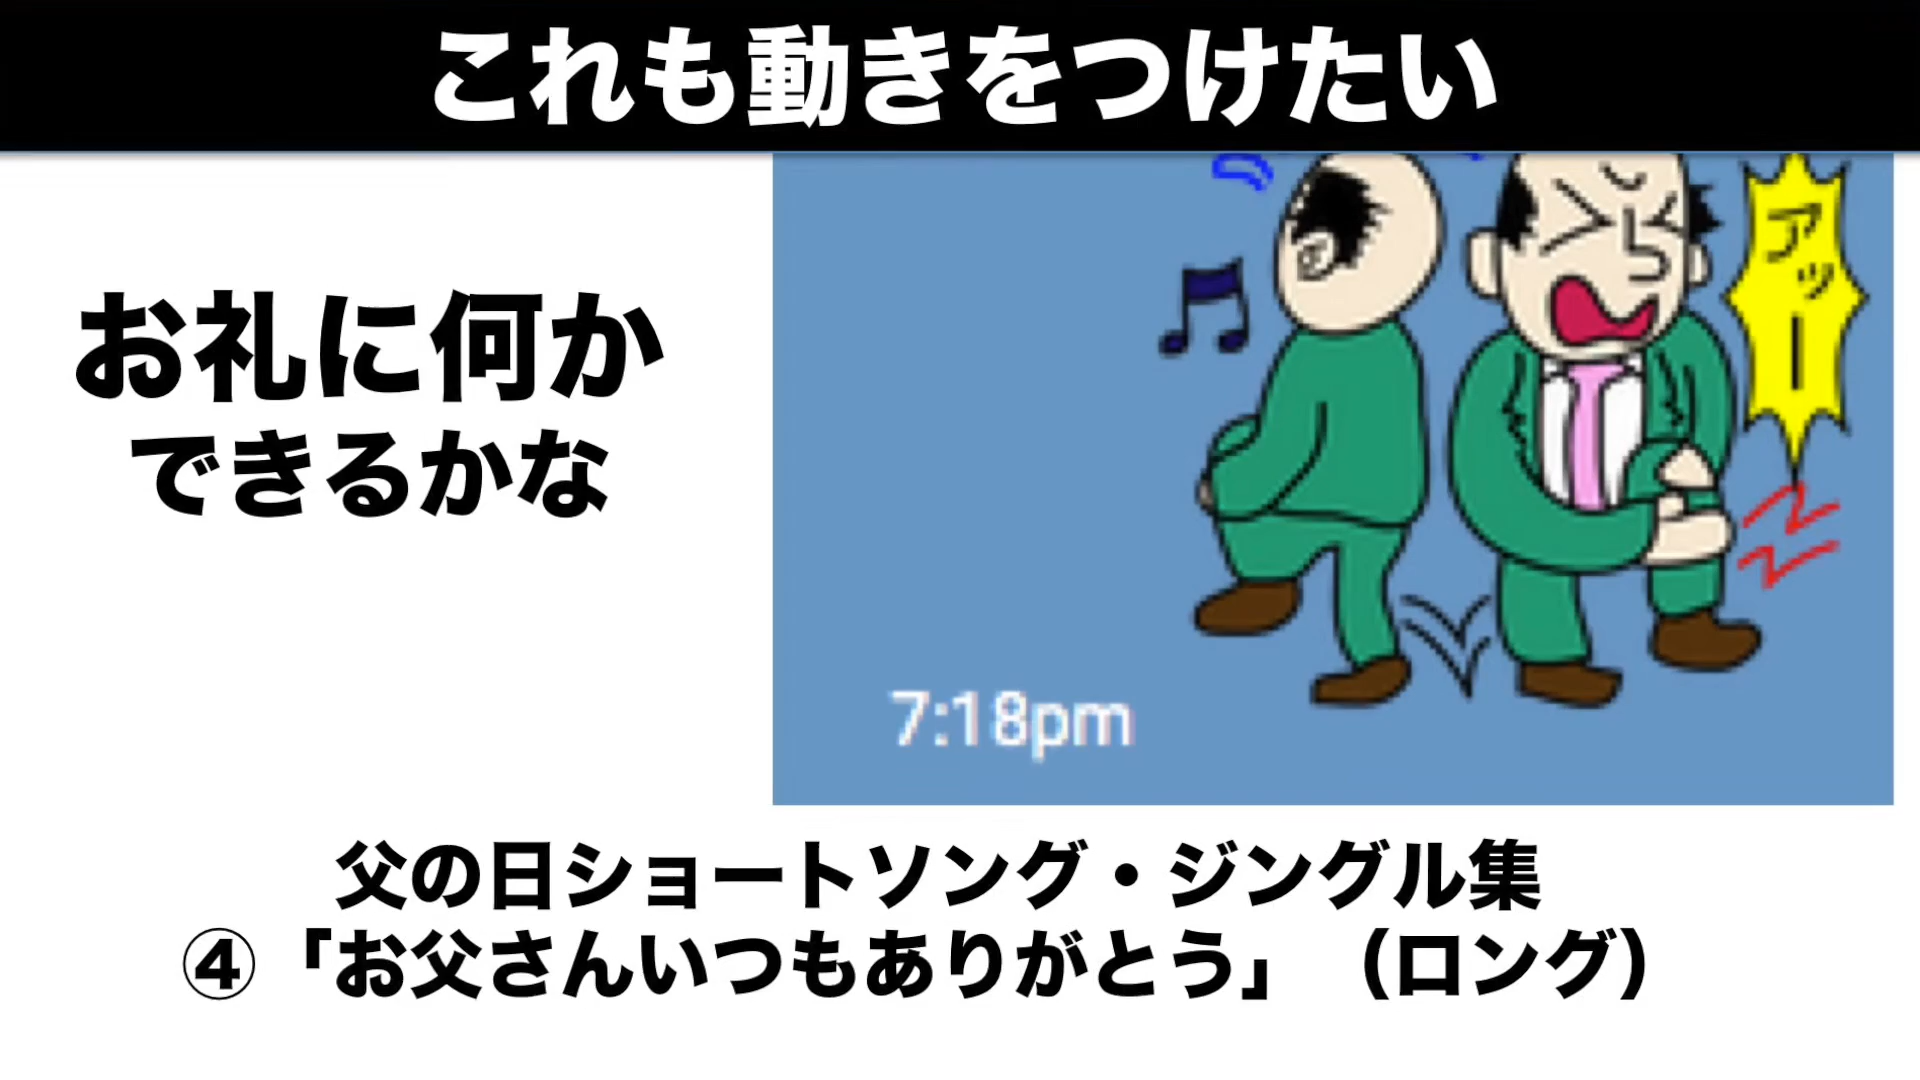 これも動きをつけたい
お礼に何か
できるかな
アッー
7:18pm
父の日ショートソング・ジングル集
④「お父さんいつもありがとう」（ロング）